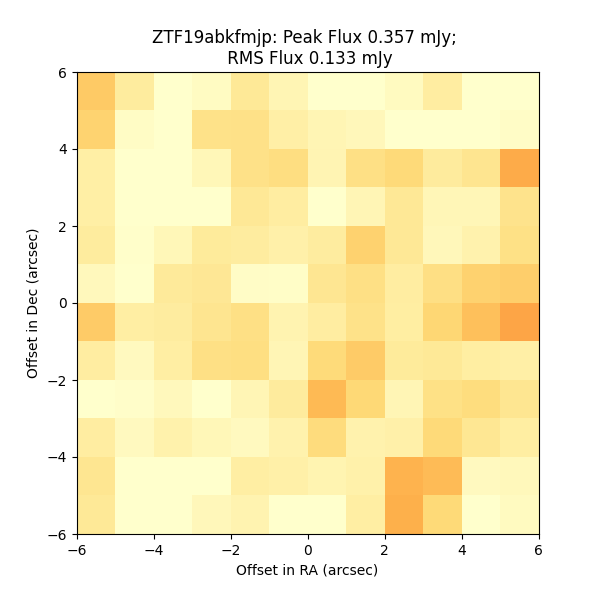 ZTF19abkfmjp: Peak Flux 0.357 mJy;
RMS Flux 0.133 mJy
6
4
2
0
−2
−4
−6
Offset in Dec (arcsec)
−6 −4 −2 0 2 4 6
Offset in RA (arcsec)